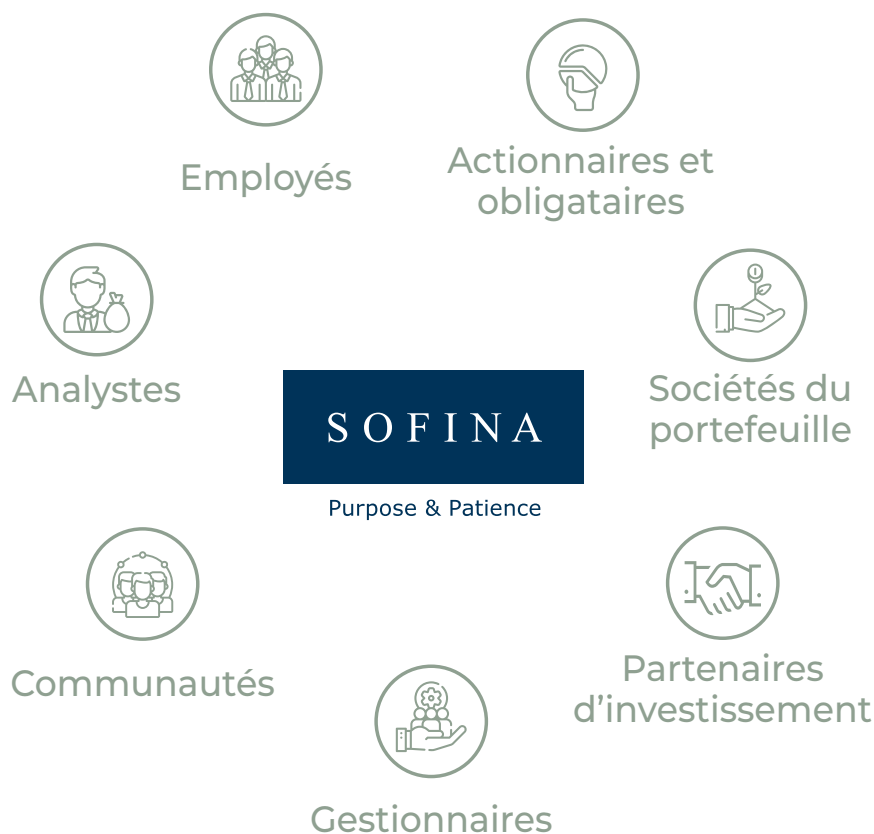 Employés
Actionnaires et
obligataires
Analystes
Sociétés du
portefeuille
SOFINA
Purpose & Patience
Communautés
Partenaires
d’investissement
Gestionnaires